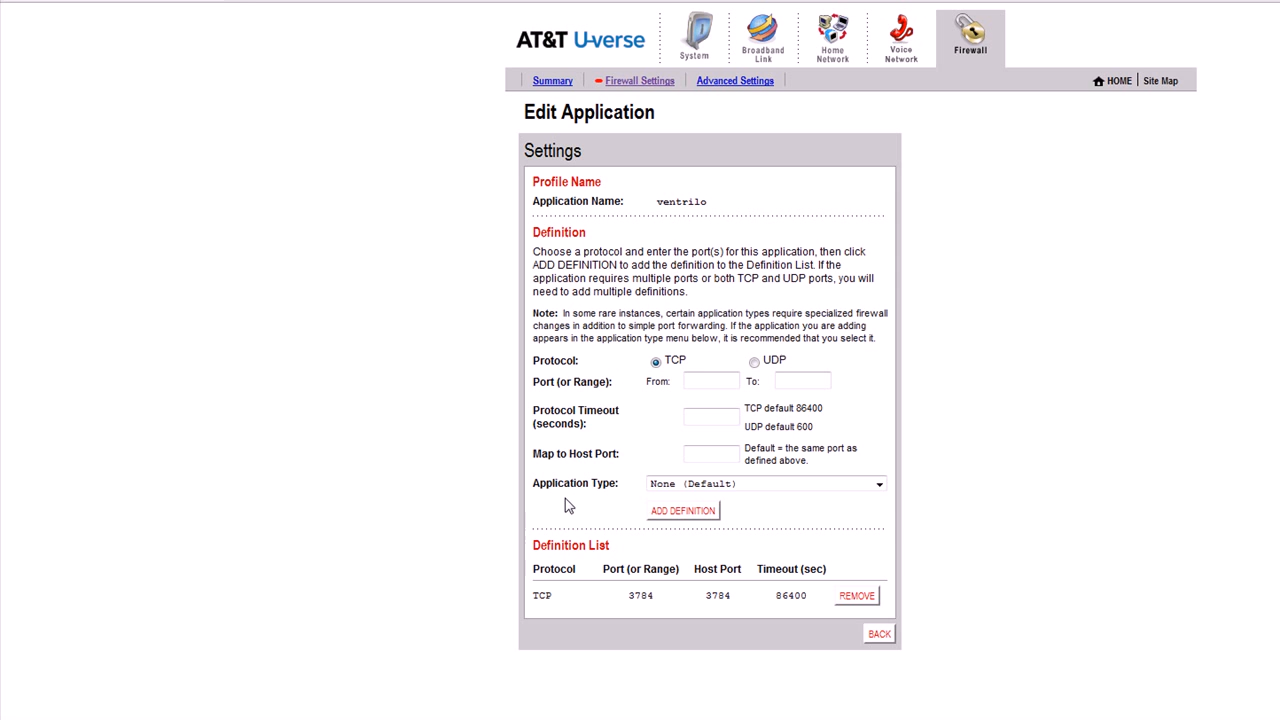 AT&T U-verse
System
Broadband
Link
Home
Network
Voice
Network
Firewall
Summary
Firewall Settings
Advanced Settings
HOME
Site Map
Edit Application
Settings
Profile Name
Application Name: ventrilo
Definition
Choose a protocol and enter the port(s) for this application, then click
ADD DEFINITION to add the definition to the Definition List. If the
application requires multiple ports or both TCP and UDP ports, you will
need to add multiple definitions.
Note: In some rare instances, certain application types require specialized firewall
changes in addition to simple port forwarding. If the application you are adding
appears in the application type menu below, it is recommended that you select it.
Protocol: TCP UDP
Port (or Range): From: To:
Protocol Timeout
(seconds):
TCP default 86400
UDP default 600
Map to Host Port:
Default = the same port as
defined above.
Application Type: None (Default)
ADD DEFINITION
Definition List
Protocol Port (or Range) Host Port Timeout (sec)
TCP 3784 3784 86400 REMOVE
BACK